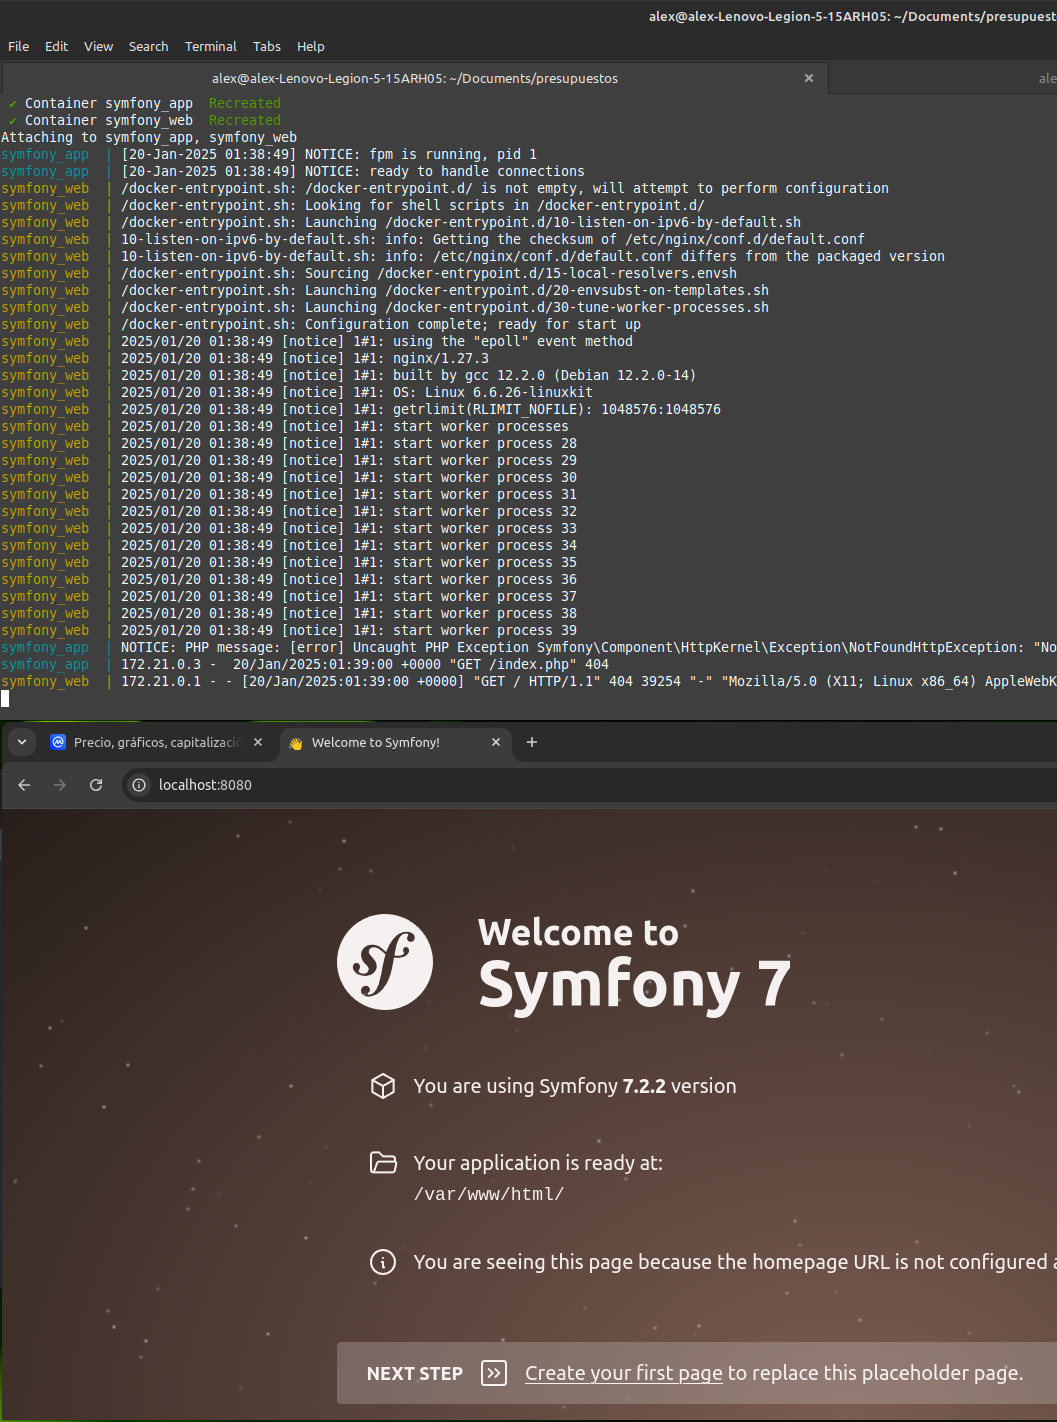 alex@alex-Lenovo-Legion-5-15ARH05: ~/Documents/presupuest
File Edit View Search Terminal Tabs Help
alex@alex-Lenovo-Legion-5-15ARH05: ~/Documents/presupuestos × ale
✔ Container symfony_app  Recreated
✔ Container symfony_web  Recreated
Attaching to symfony_app, symfony_web
symfony_app  | [20-Jan-2025 01:38:49] NOTICE: fpm is running, pid 1
symfony_app  | [20-Jan-2025 01:38:49] NOTICE: ready to handle connections
symfony_web  | /docker-entrypoint.sh: /docker-entrypoint.d/ is not empty, will attempt to perform configuration
symfony_web  | /docker-entrypoint.sh: Looking for shell scripts in /docker-entrypoint.d/
symfony_web  | /docker-entrypoint.sh: Launching /docker-entrypoint.d/10-listen-on-ipv6-by-default.sh
symfony_web  | 10-listen-on-ipv6-by-default.sh: info: Getting the checksum of /etc/nginx/conf.d/default.conf
symfony_web  | 10-listen-on-ipv6-by-default.sh: info: /etc/nginx/conf.d/default.conf differs from the packaged version
symfony_web  | /docker-entrypoint.sh: Sourcing /docker-entrypoint.d/15-local-resolvers.envsh
symfony_web  | /docker-entrypoint.sh: Launching /docker-entrypoint.d/20-envsubst-on-templates.sh
symfony_web  | /docker-entrypoint.sh: Launching /docker-entrypoint.d/30-tune-worker-processes.sh
symfony_web  | /docker-entrypoint.sh: Configuration complete; ready for start up
symfony_web  | 2025/01/20 01:38:49 [notice] 1#1: using the "epoll" event method
symfony_web  | 2025/01/20 01:38:49 [notice] 1#1: nginx/1.27.3
symfony_web  | 2025/01/20 01:38:49 [notice] 1#1: built by gcc 12.2.0 (Debian 12.2.0-14)
symfony_web  | 2025/01/20 01:38:49 [notice] 1#1: OS: Linux 6.6.26-linuxkit
symfony_web  | 2025/01/20 01:38:49 [notice] 1#1: getrlimit(RLIMIT_NOFILE): 1048576:1048576
symfony_web  | 2025/01/20 01:38:49 [notice] 1#1: start worker processes
symfony_web  | 2025/01/20 01:38:49 [notice] 1#1: start worker process 28
symfony_web  | 2025/01/20 01:38:49 [notice] 1#1: start worker process 29
symfony_web  | 2025/01/20 01:38:49 [notice] 1#1: start worker process 30
symfony_web  | 2025/01/20 01:38:49 [notice] 1#1: start worker process 31
symfony_web  | 2025/01/20 01:38:49 [notice] 1#1: start worker process 32
symfony_web  | 2025/01/20 01:38:49 [notice] 1#1: start worker process 33
symfony_web  | 2025/01/20 01:38:49 [notice] 1#1: start worker process 34
symfony_web  | 2025/01/20 01:38:49 [notice] 1#1: start worker process 35
symfony_web  | 2025/01/20 01:38:49 [notice] 1#1: start worker process 36
symfony_web  | 2025/01/20 01:38:49 [notice] 1#1: start worker process 37
symfony_web  | 2025/01/20 01:38:49 [notice] 1#1: start worker process 38
symfony_web  | 2025/01/20 01:38:49 [notice] 1#1: start worker process 39
symfony_app  | NOTICE: PHP message: [error] Uncaught PHP Exception Symfony\Component\HttpKernel\Exception\NotFoundHttpException: "No
symfony_app  | 172.21.0.3 -  20/Jan/2025:01:39:00 +0000 "GET /index.php" 404
symfony_web  | 172.21.0.1 - - [20/Jan/2025:01:39:00 +0000] "GET / HTTP/1.1" 404 39254 "-" "Mozilla/5.0 (X11; Linux x86_64) AppleWebK
Precio, gráficos, capitalizació × Welcome to Symfony! × +
localhost:8080
sf
Welcome to
Symfony 7
You are using Symfony 7.2.2 version
Your application is ready at:
/var/www/html/
You are seeing this page because the homepage URL is not configured a
NEXT STEP Create your first page to replace this placeholder page.